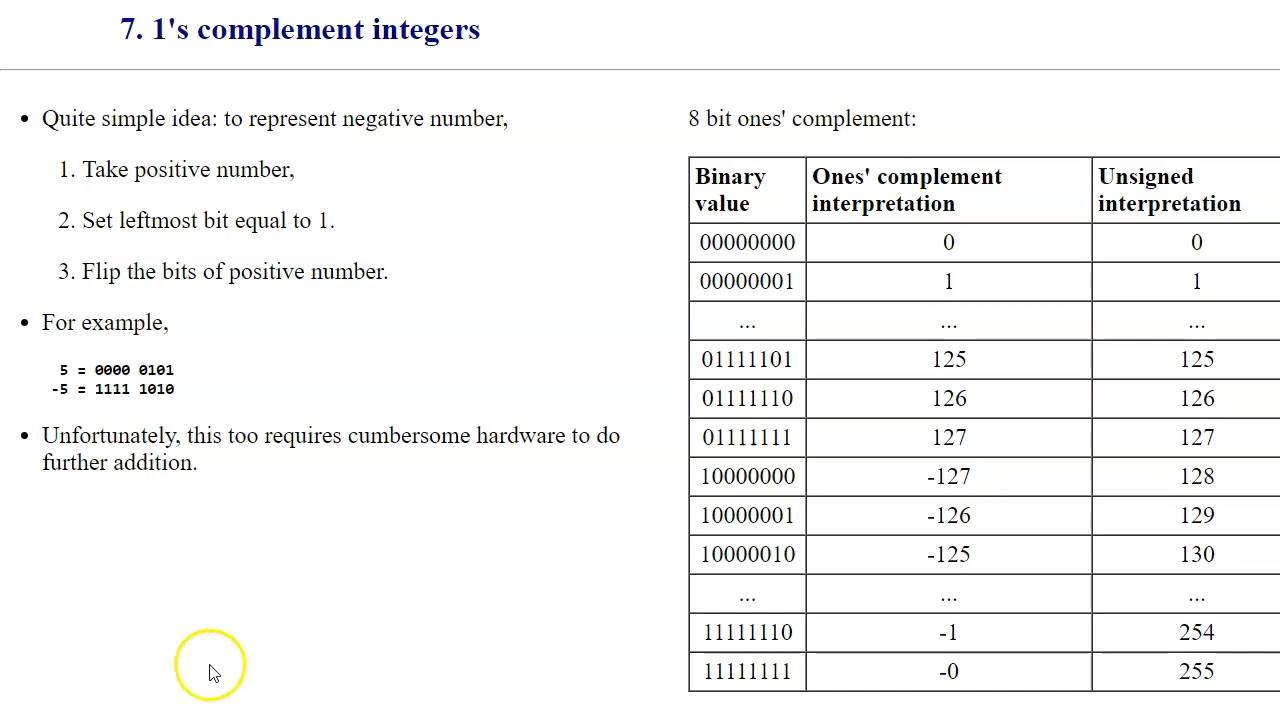 7. 1's complement integers
• Quite simple idea: to represent negative number,
1. Take positive number,
2. Set leftmost bit equal to 1.
3. Flip the bits of positive number.
• For example,
5 = 0000 0101
-5 = 1111 1010
• Unfortunately, this too requires cumbersome hardware to do
further addition.
8 bit ones' complement:
Binary value | Ones' complement interpretation | Unsigned interpretation
00000000 | 0 | 0
00000001 | 1 | 1
... | ... | ...
01111101 | 125 | 125
01111110 | 126 | 126
01111111 | 127 | 127
10000000 | -127 | 128
10000001 | -126 | 129
10000010 | -125 | 130
... | ... | ...
11111110 | -1 | 254
11111111 | -0 | 255